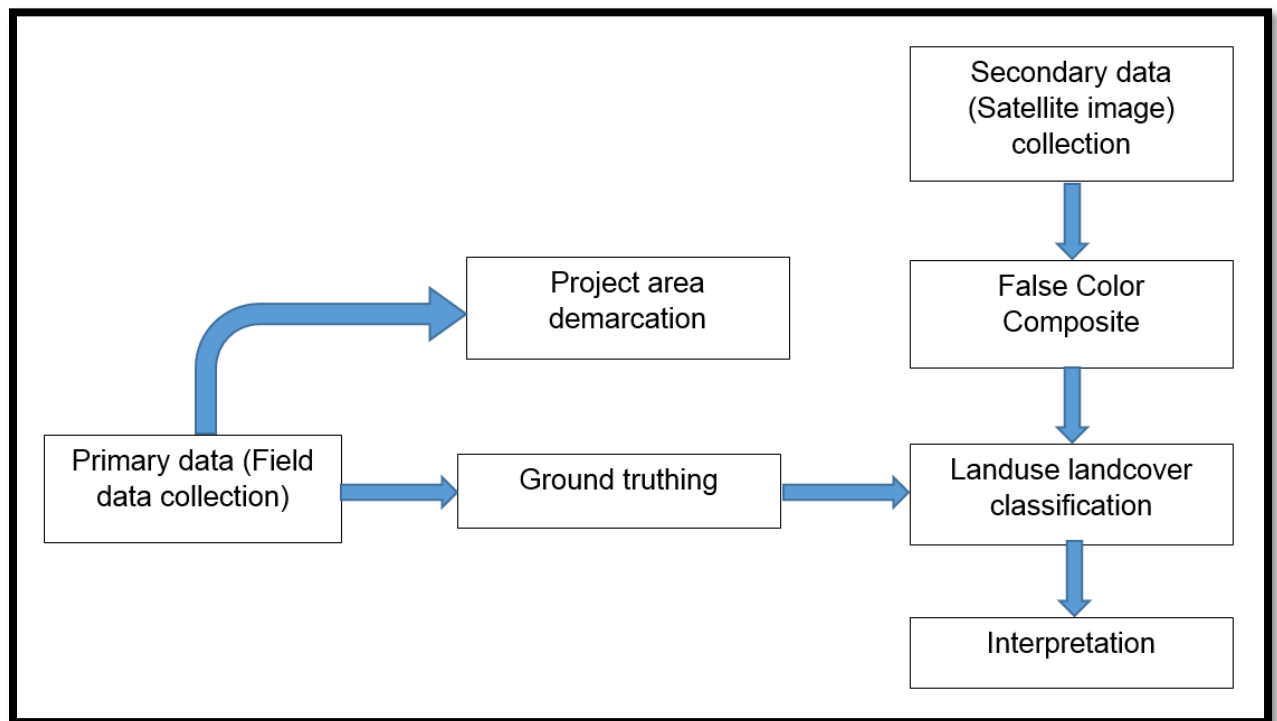 Secondary data
(Satellite image)
collection
Project area
demarcation
False Color
Composite
Primary data (Field
data collection)
Ground truthing
Landuse landcover
classification
Interpretation